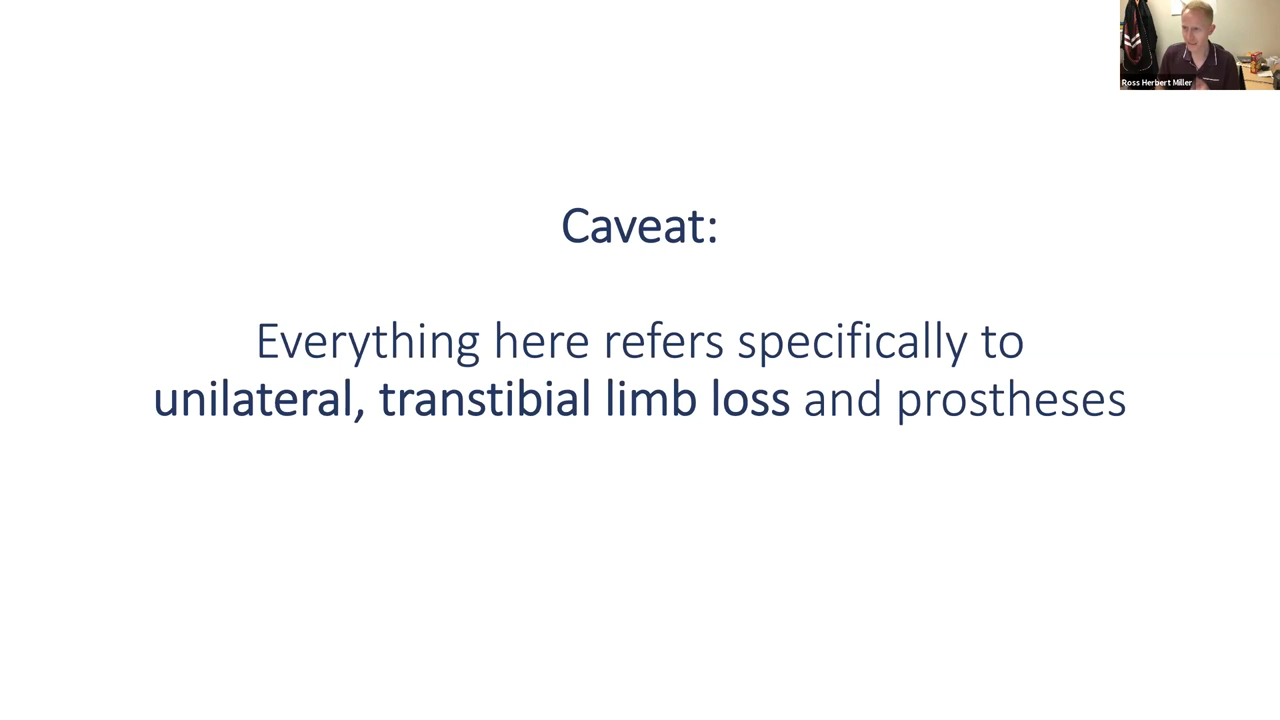 Ross Herbert Miller
Caveat:
Everything here refers specifically to
unilateral, transtibial limb loss and prostheses